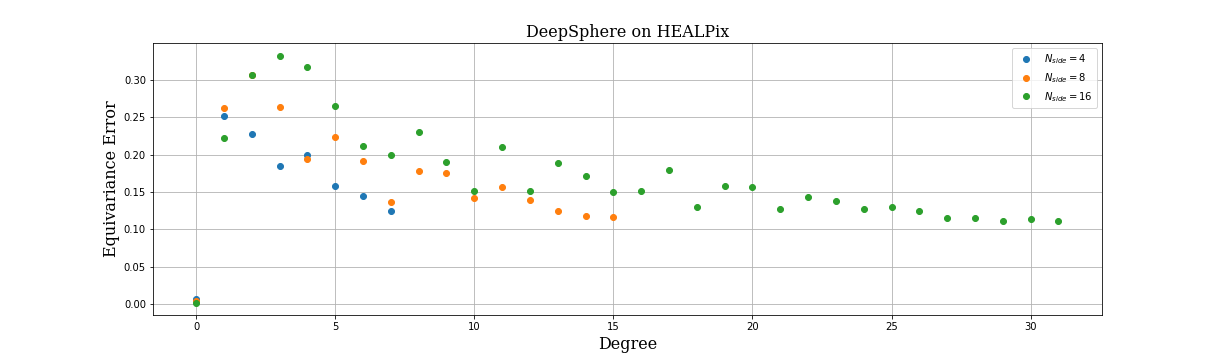 DeepSphere on HEALPix
N_side = 4
N_side = 8
N_side = 16
Equivariance Error
0.30
0.25
0.20
0.15
0.10
0.05
0.00
0 5 10 15 20 25 30
Degree